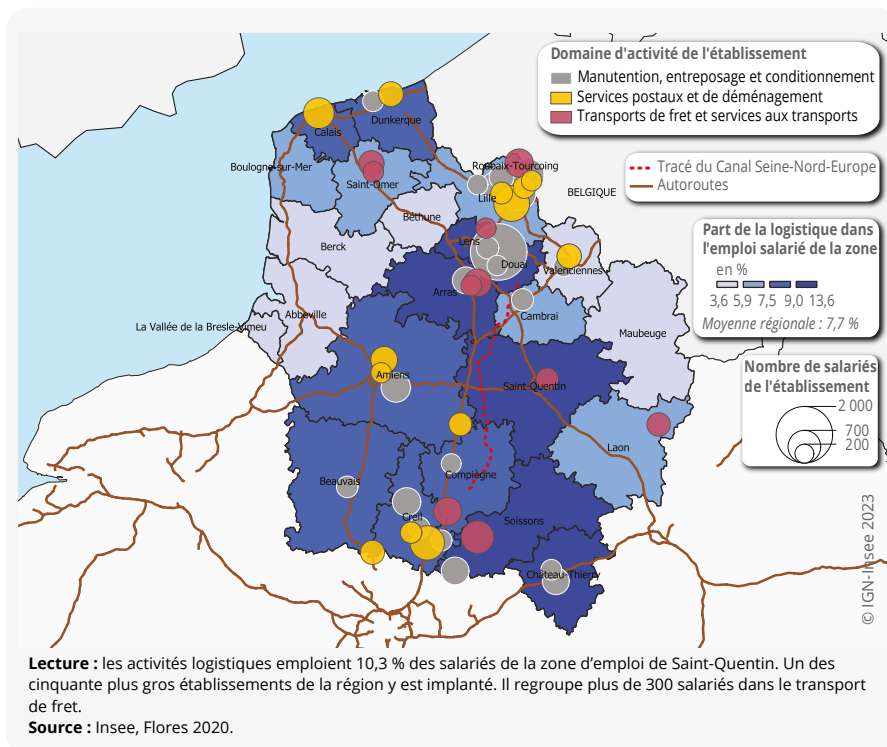 Domaine d'activité de l'établissement
Manutention, entreposage et conditionnement
Services postaux et de déménagement
Transports de fret et services aux transports
Tracé du Canal Seine-Nord-Europe
Autoroutes
Part de la logistique dans
l'emploi salarié de la zone
en %
3,6 5,9 7,5 9,0 13,6
Moyenne régionale : 7,7 %
Nombre de salariés
de l'établissement
2 000
700
200
Calais
Dunkerque
Boulogne-sur-Mer
Saint-Omer
Roubaix-Tourcoing
BELGIQUE
Lille
Béthune
Berck
Lens
Douai
Valenciennes
Arras
Cambrai
Abbeville
La Vallée de la Bresle-Vimeu
Maubeuge
Amiens
Saint-Quentin
Laon
Beauvais
Compiègne
Creil
Soissons
Château-Thierry
© IGN-Insee 2023
Lecture : les activités logistiques emploient 10,3 % des salariés de la zone d'emploi de Saint-Quentin. Un des
cinquante plus gros établissements de la région y est implanté. Il regroupe plus de 300 salariés dans le transport
de fret.
Source : Insee, Flores 2020.